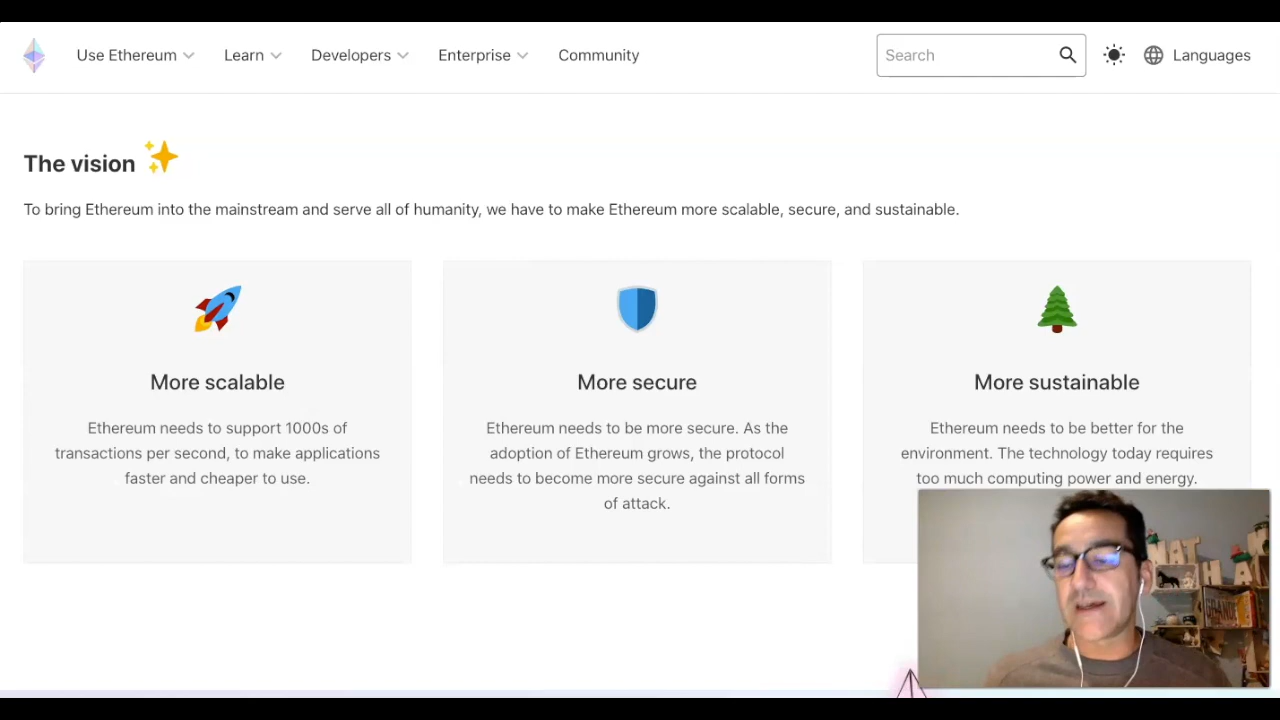 Use Ethereum Learn Developers Enterprise Community Search Languages
The vision
To bring Ethereum into the mainstream and serve all of humanity, we have to make Ethereum more scalable, secure, and sustainable.
More scalable
Ethereum needs to support 1000s of
transactions per second, to make applications
faster and cheaper to use.
More secure
Ethereum needs to be more secure. As the
adoption of Ethereum grows, the protocol
needs to become more secure against all forms
of attack.
More sustainable
Ethereum needs to be better for the
environment. The technology today requires
too much computing power and energy.
GRANDE